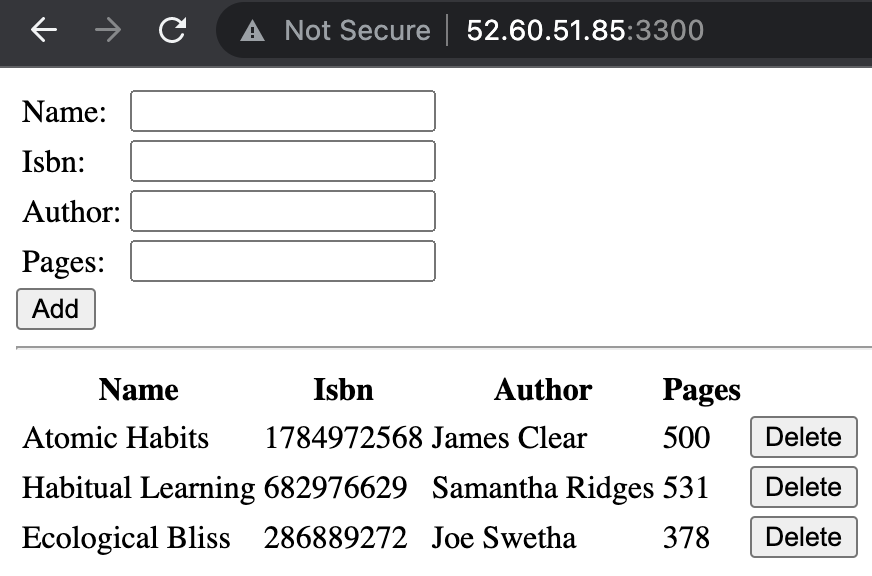 Not Secure 52.60.51.85:3300
Name:
Isbn:
Author:
Pages:
Add
Name Isbn Author Pages
Atomic Habits 1784972568 James Clear 500 Delete
Habitual Learning 682976629 Samantha Ridges 531 Delete
Ecological Bliss 286889272 Joe Swetha 378 Delete